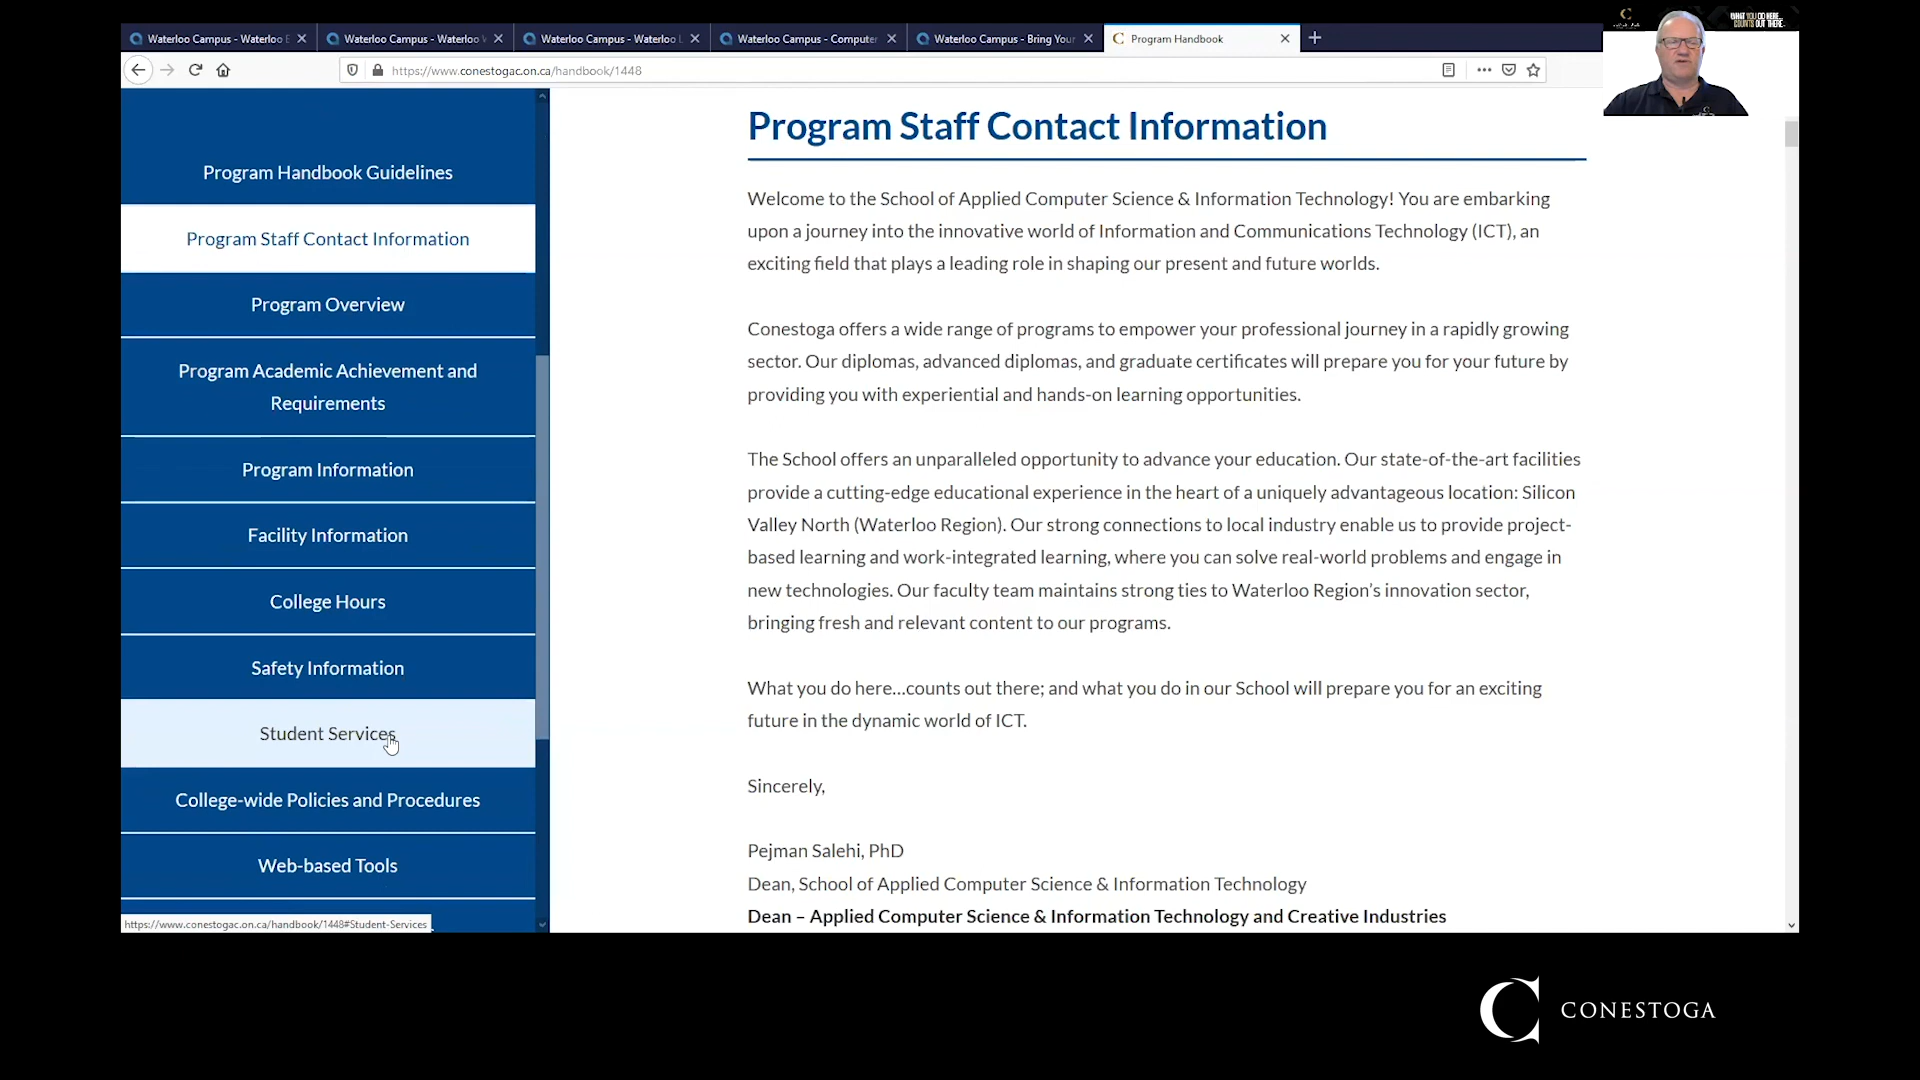 Waterloo Campus - Waterloo E
Waterloo Campus - Waterloo
Waterloo Campus - Waterloo
Waterloo Campus - Computer
Waterloo Campus - Bring Your
Program Handbook
WHAT YOU DO HERE...
COUNTS OUT THERE.
https://www.conestogac.on.ca/handbook/1448
Program Handbook Guidelines
Program Staff Contact Information
Program Overview
Program Academic Achievement and
Requirements
Program Information
Facility Information
College Hours
Safety Information
Student Services
College-wide Policies and Procedures
Web-based Tools
https://www.conestogac.on.ca/handbook/1448#Student-Services
Program Staff Contact Information
Welcome to the School of Applied Computer Science & Information Technology! You are embarking
upon a journey into the innovative world of Information and Communications Technology (ICT), an
exciting field that plays a leading role in shaping our present and future worlds.
Conestoga offers a wide range of programs to empower your professional journey in a rapidly growing
sector. Our diplomas, advanced diplomas, and graduate certificates will prepare you for your future by
providing you with experiential and hands-on learning opportunities.
The School offers an unparalleled opportunity to advance your education. Our state-of-the-art facilities
provide a cutting-edge educational experience in the heart of a uniquely advantageous location: Silicon
Valley North (Waterloo Region). Our strong connections to local industry enable us to provide project-
based learning and work-integrated learning, where you can solve real-world problems and engage in
new technologies. Our faculty team maintains strong ties to Waterloo Region’s innovation sector,
bringing fresh and relevant content to our programs.
What you do here…counts out there; and what you do in our School will prepare you for an exciting
future in the dynamic world of ICT.
Sincerely,
Pejman Salehi, PhD
Dean, School of Applied Computer Science & Information Technology
Dean – Applied Computer Science & Information Technology and Creative Industries
CONESTOGA